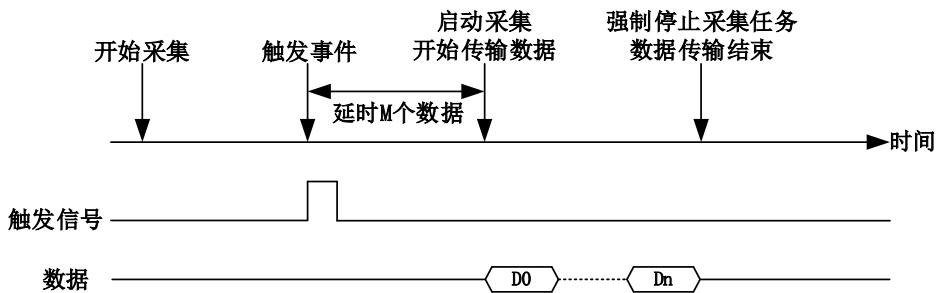 开始采集
触发事件
启动采集
开始传输数据
强制停止采集任务
数据传输结束
延时M个数据
时间
触发信号
数据
D0
Dn